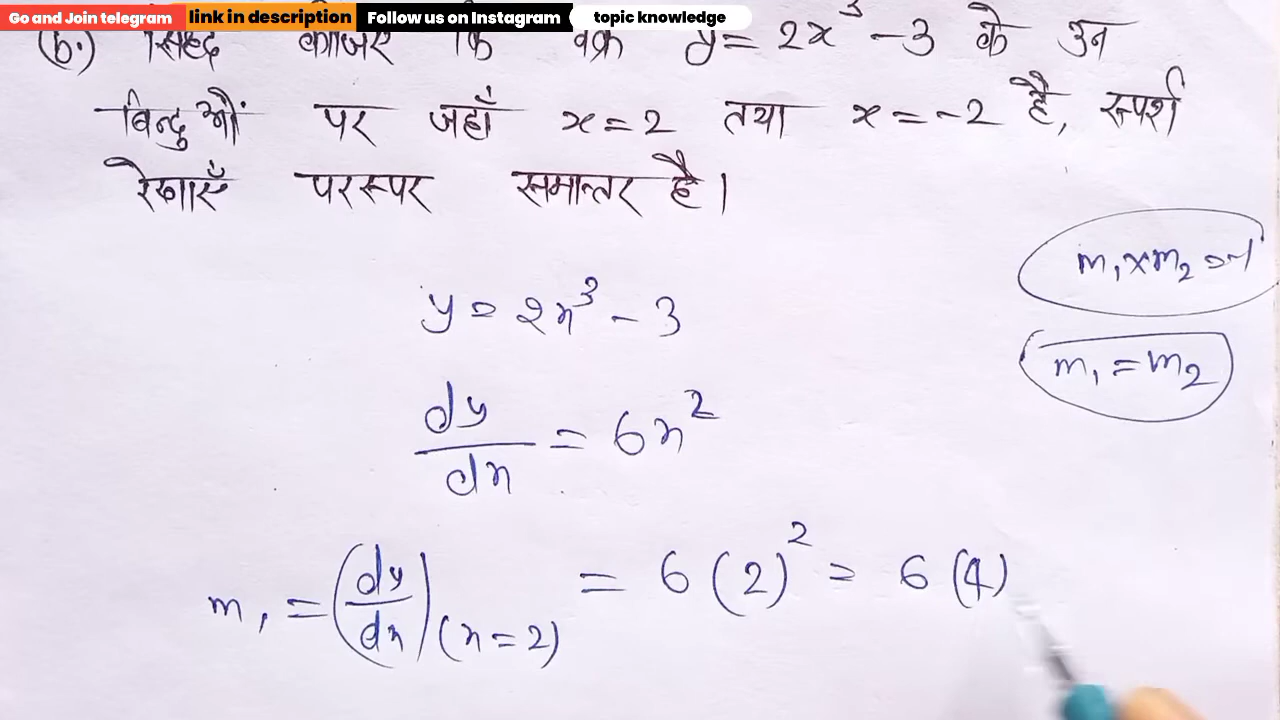 Go and Join telegram link in description Follow us on Instagram topic knowledge
(6.) सिद्ध कीजिए कि वक्र y = 2x³ - 3 के उन
बिन्दुओं पर जहाँ x = 2 तथा x = -2 है, स्पर्श
रेखाएँ परस्पर समान्तर है।
m₁ x m₂ = -1
y = 2x³ - 3
m₁ = m₂
dy/dx = 6x²
m₁ = (dy/dx)(x = 2) = 6(2)² = 6(4)